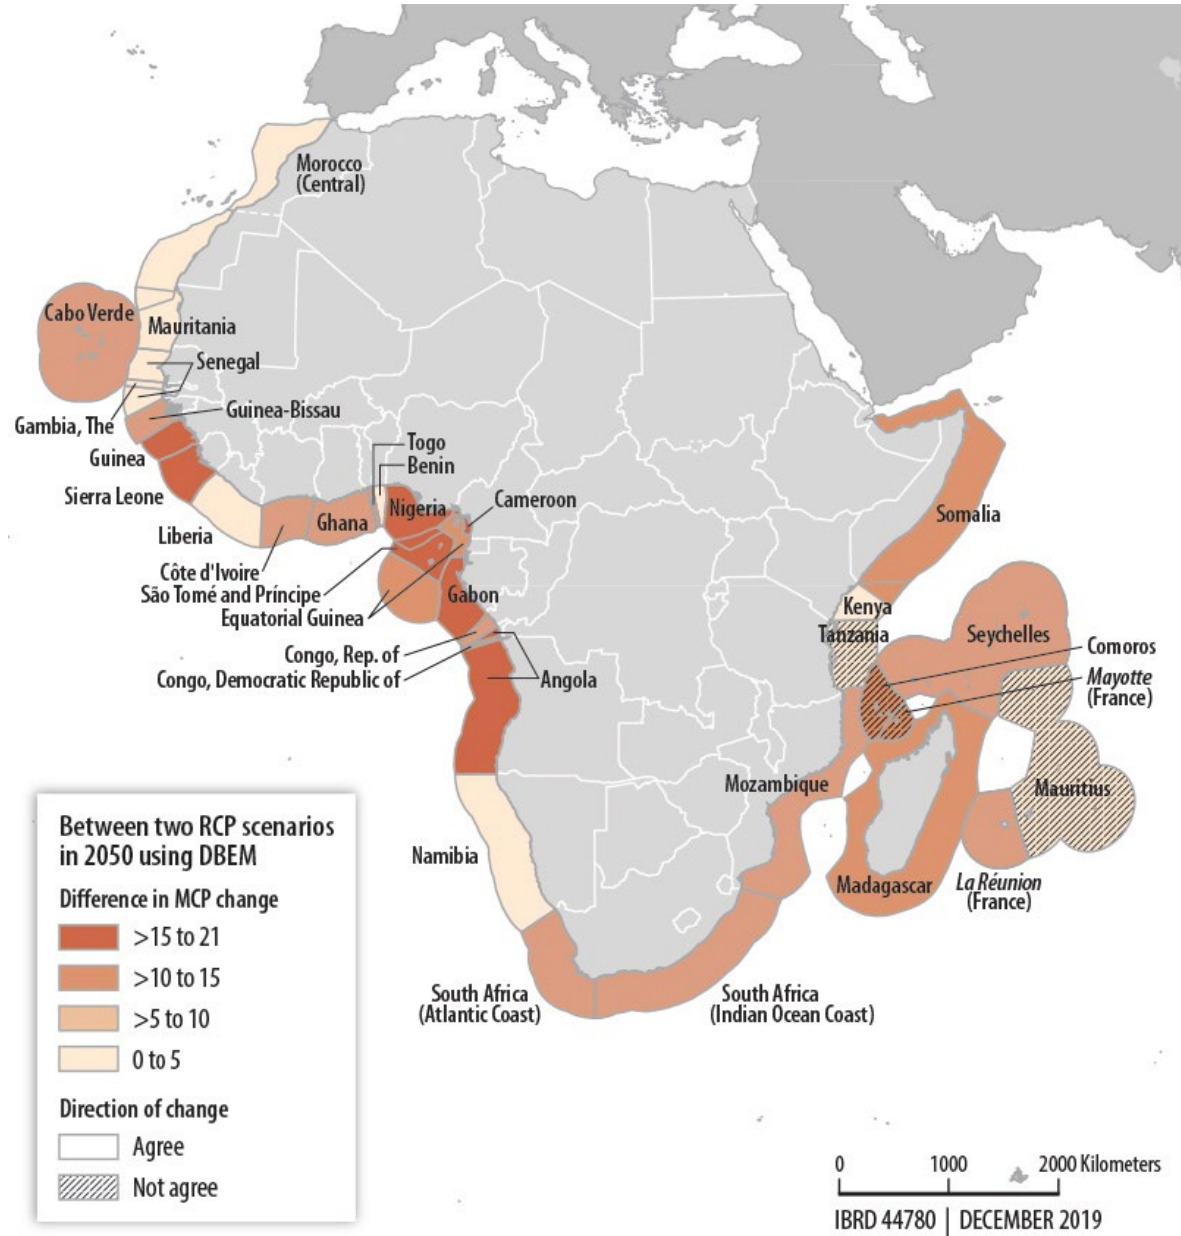 Morocco
(Central)
Cabo Verde
Mauritania
Senegal
Gambia, The
Guinea-Bissau
Guinea
Togo
Benin
Sierra Leone
Nigeria
Cameroon
Ghana
Liberia
Somalia
Côte d'Ivoire
São Tomé and Príncipe
Gabon
Equatorial Guinea
Kenya
Tanzania
Seychelles
Comoros
Congo, Rep. of
Mayotte
(France)
Congo, Democratic Republic of
Angola
Mozambique
Mauritius
Namibia
Madagascar
La Réunion
(France)
South Africa
(Atlantic Coast)
South Africa
(Indian Ocean Coast)
Between two RCP scenarios
in 2050 using DBEM
Difference in MCP change
>15 to 21
>10 to 15
>5 to 10
0 to 5
Direction of change
Agree
Not agree
0 1000 2000 Kilometers
IBRD 44780 | DECEMBER 2019